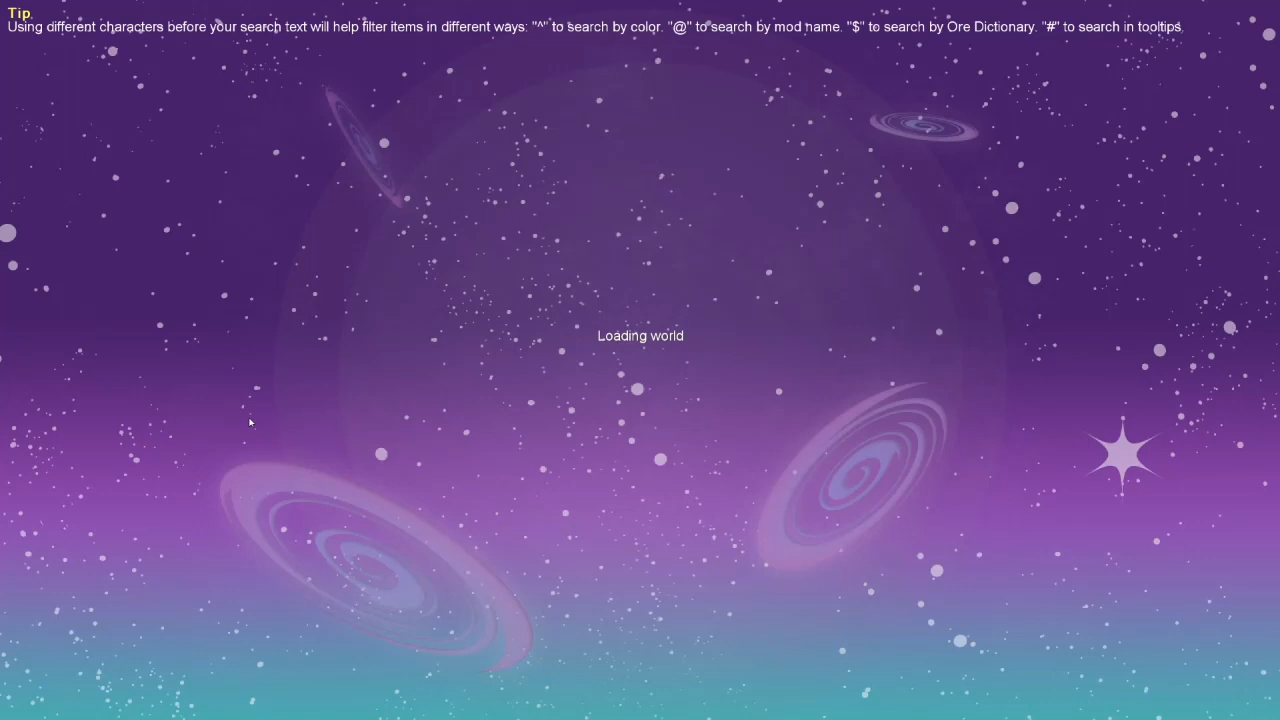 Tip
Using different characters before your search text will help filter items in different ways: "^" to search by color. "@" to search by mod name. "$" to search by Ore Dictionary. "#" to search in tooltips.
Loading world